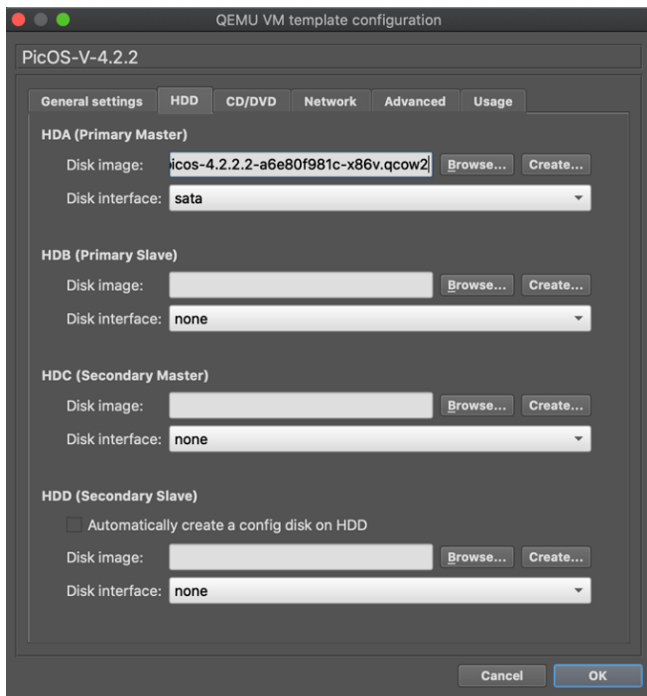 QEMU VM template configuration
PicOS-V-4.2.2
General settings HDD CD/DVD Network Advanced Usage
HDA (Primary Master)
Disk image: picos-4.2.2.2-a6e80f981c-x86v.qcow2 Browse... Create...
Disk interface: sata
HDB (Primary Slave)
Disk image: Browse... Create...
Disk interface: none
HDC (Secondary Master)
Disk image: Browse... Create...
Disk interface: none
HDD (Secondary Slave)
Automatically create a config disk on HDD
Disk image: Browse... Create...
Disk interface: none
Cancel OK